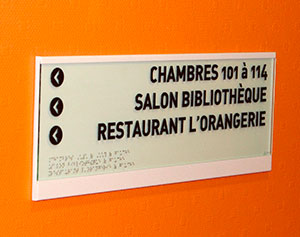 CHAMBRES 101 à 114
SALON BIBLIOTHÈQUE
RESTAURANT L'ORANGERIE